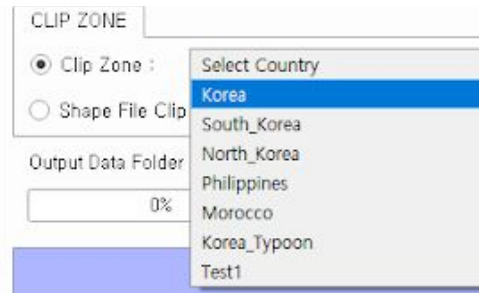 CLIP ZONE
Clip Zone :
Select Country
Korea
Shape File Clip
South_Korea
North_Korea
Output Data Folder
Philippines
0%
Morocco
Korea_Typoon
Test1